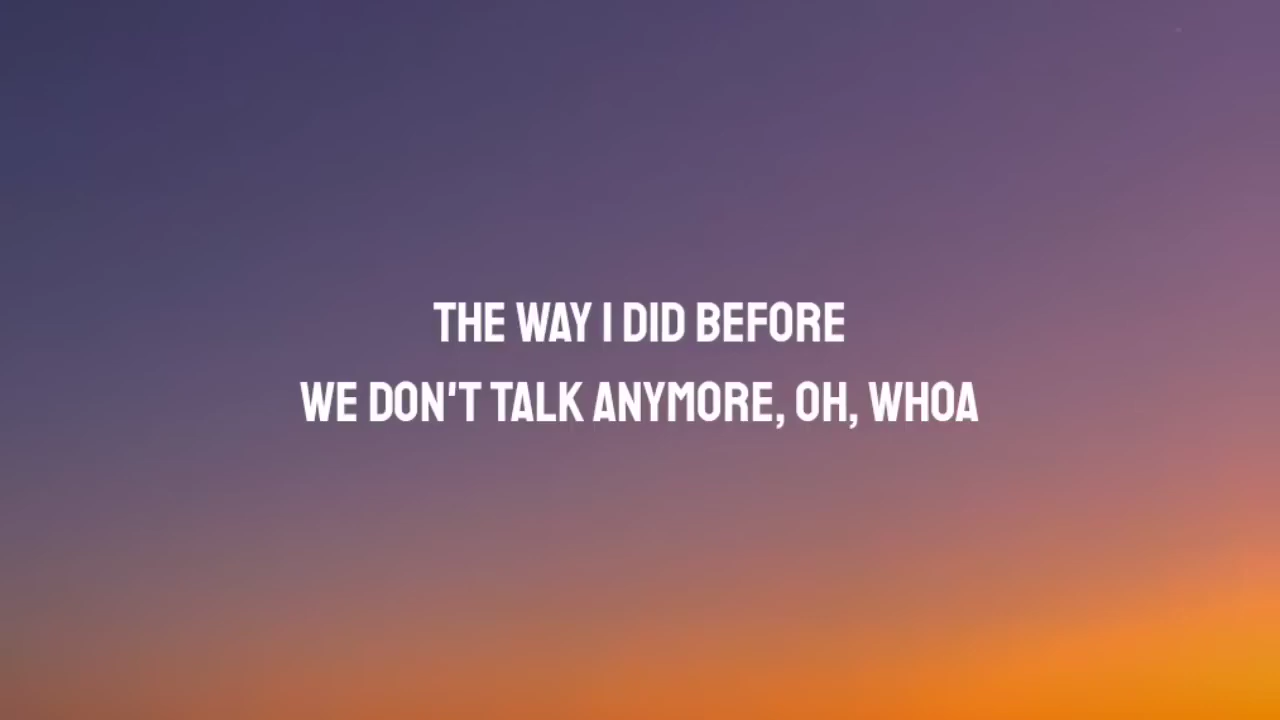 THE WAY I DID BEFORE
WE DON'T TALK ANYMORE, OH, WHOA